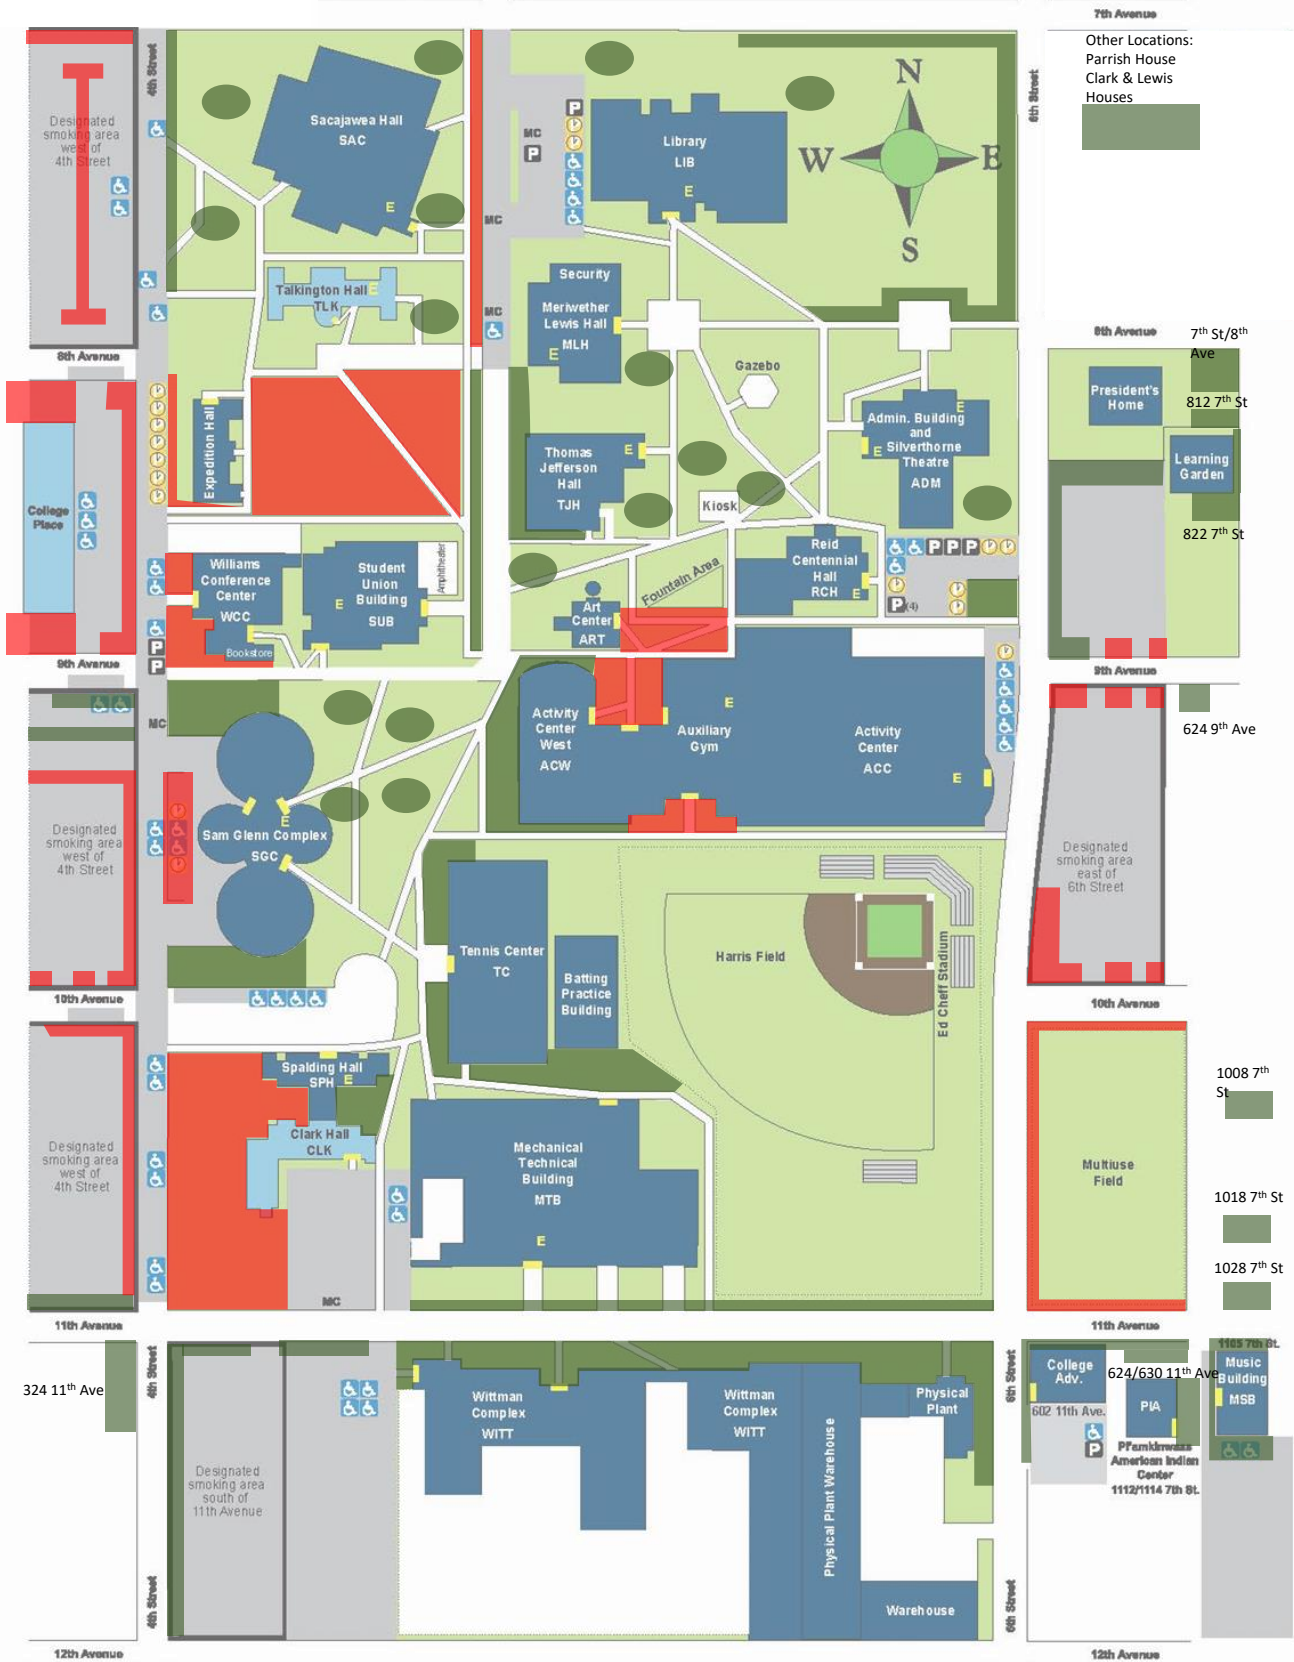 7th Avenue
Other Locations:
Parrish House
Clark & Lewis
Houses
4th Street
6th Street
Designated
smoking area
west of
4th Street
Sacajawea Hall
SAC
E
MC
P
P
Library
LIB
E
N
W
E
S
MC
Talkington Hall
E
TLK
MC
Security
Meriwether
Lewis Hall
MLH
E
8th Avenue
8th Avenue
7th St/8th
Ave
President's
Home
812 7th St
Gazebo
Expedition Hall
Thomas
Jefferson
Hall
TJH
E
Admin. Building
and
Silverthorne
Theatre
ADM
E
E
Learning
Garden
822 7th St
College
Place
Kiosk
Williams
Conference
Center
WCC
Bookstore
Student
Union
Building
SUB
E
Amphitheater
Fountain Area
Art
Center
ART
Reid
Centennial
Hall
RCH
E
P P P
P (4)
P
P
9th Avenue
9th Avenue
624 9th Ave
MC
Activity
Center
West
ACW
E
Auxiliary
Gym
Activity
Center
ACC
E
Designated
smoking area
west of
4th Street
Sam Glenn Complex
SGC
E
Designated
smoking area
east of
6th Street
Tennis Center
TC
Batting
Practice
Building
Harris Field
Ed Cheff Stadium
10th Avenue
10th Avenue
Spalding Hall
SPH
E
Clark Hall
CLK
1008 7th
St
Designated
smoking area
west of
4th Street
Mechanical
Technical
Building
MTB
E
Multiuse
Field
1018 7th St
1028 7th St
MC
11th Avenue
11th Avenue
324 11th Ave
4th Street
Wittman
Complex
WITT
Wittman
Complex
WITT
Physical
Plant
6th Street
College
Adv.
602 11th Ave.
P
624/630 11th Ave
PIA
Pi'amkinwaas
American Indian
Center
1112/1114 7th St.
1105 7th St.
Music
Building
MSB
Designated
smoking area
south of
11th Avenue
Physical Plant Warehouse
Warehouse
4th Street
6th Street
12th Avenue
12th Avenue